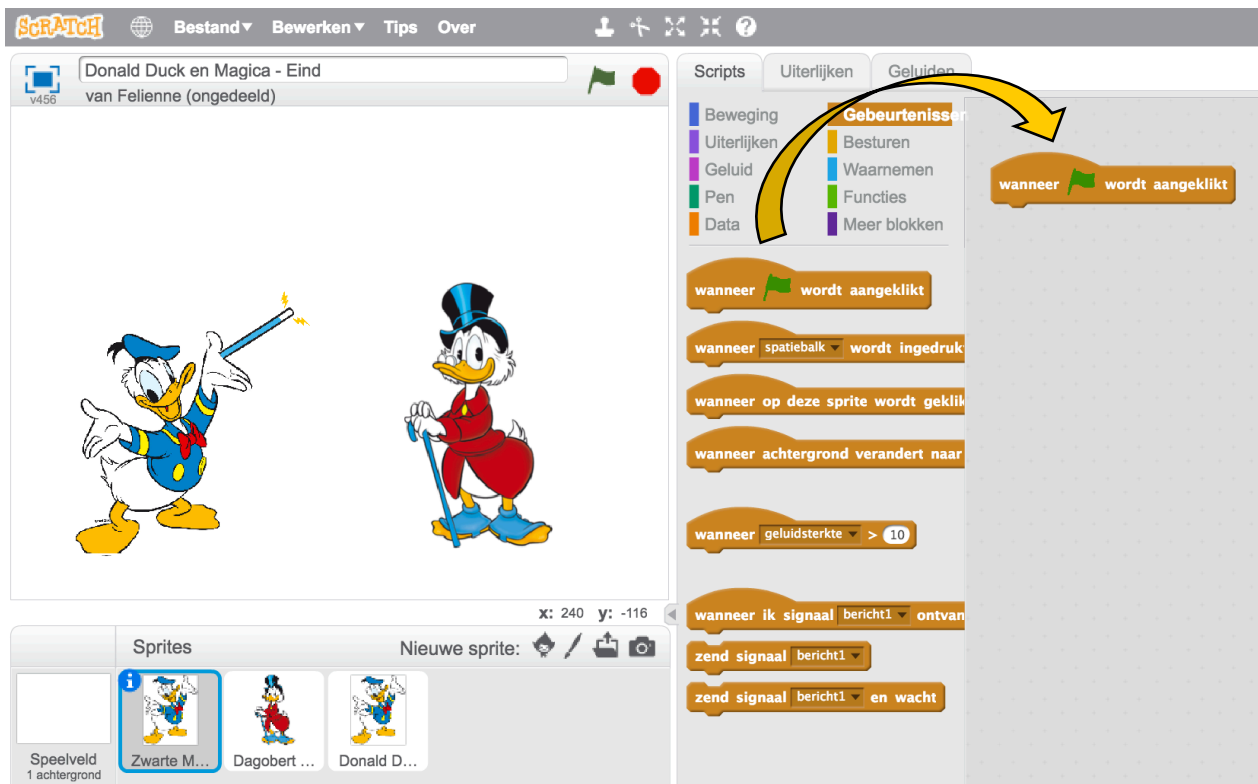 SCRATCH Bestand▾ Bewerken▾ Tips Over
v456
Donald Duck en Magica - Eind
van Felienne (ongedeeld)
Scripts Uiterlijken Geluiden
Beweging Gebeurtenissen
Uiterlijken Besturen
Geluid Waarnemen
Pen Functies
Data Meer blokken
wanneer wordt aangeklikt
wanneer spatiebalk ▾ wordt ingedruk
wanneer op deze sprite wordt geklik
wanneer achtergrond verandert naar
wanneer geluidsterkte ▾ > 10
wanneer ik signaal bericht1 ▾ ontvan
zend signaal bericht1 ▾
zend signaal bericht1 ▾ en wacht
wanneer wordt aangeklikt
x: 240 y: -116
Sprites Nieuwe sprite:
Speelveld
1 achtergrond
Zwarte M...
Dagobert ...
Donald D...